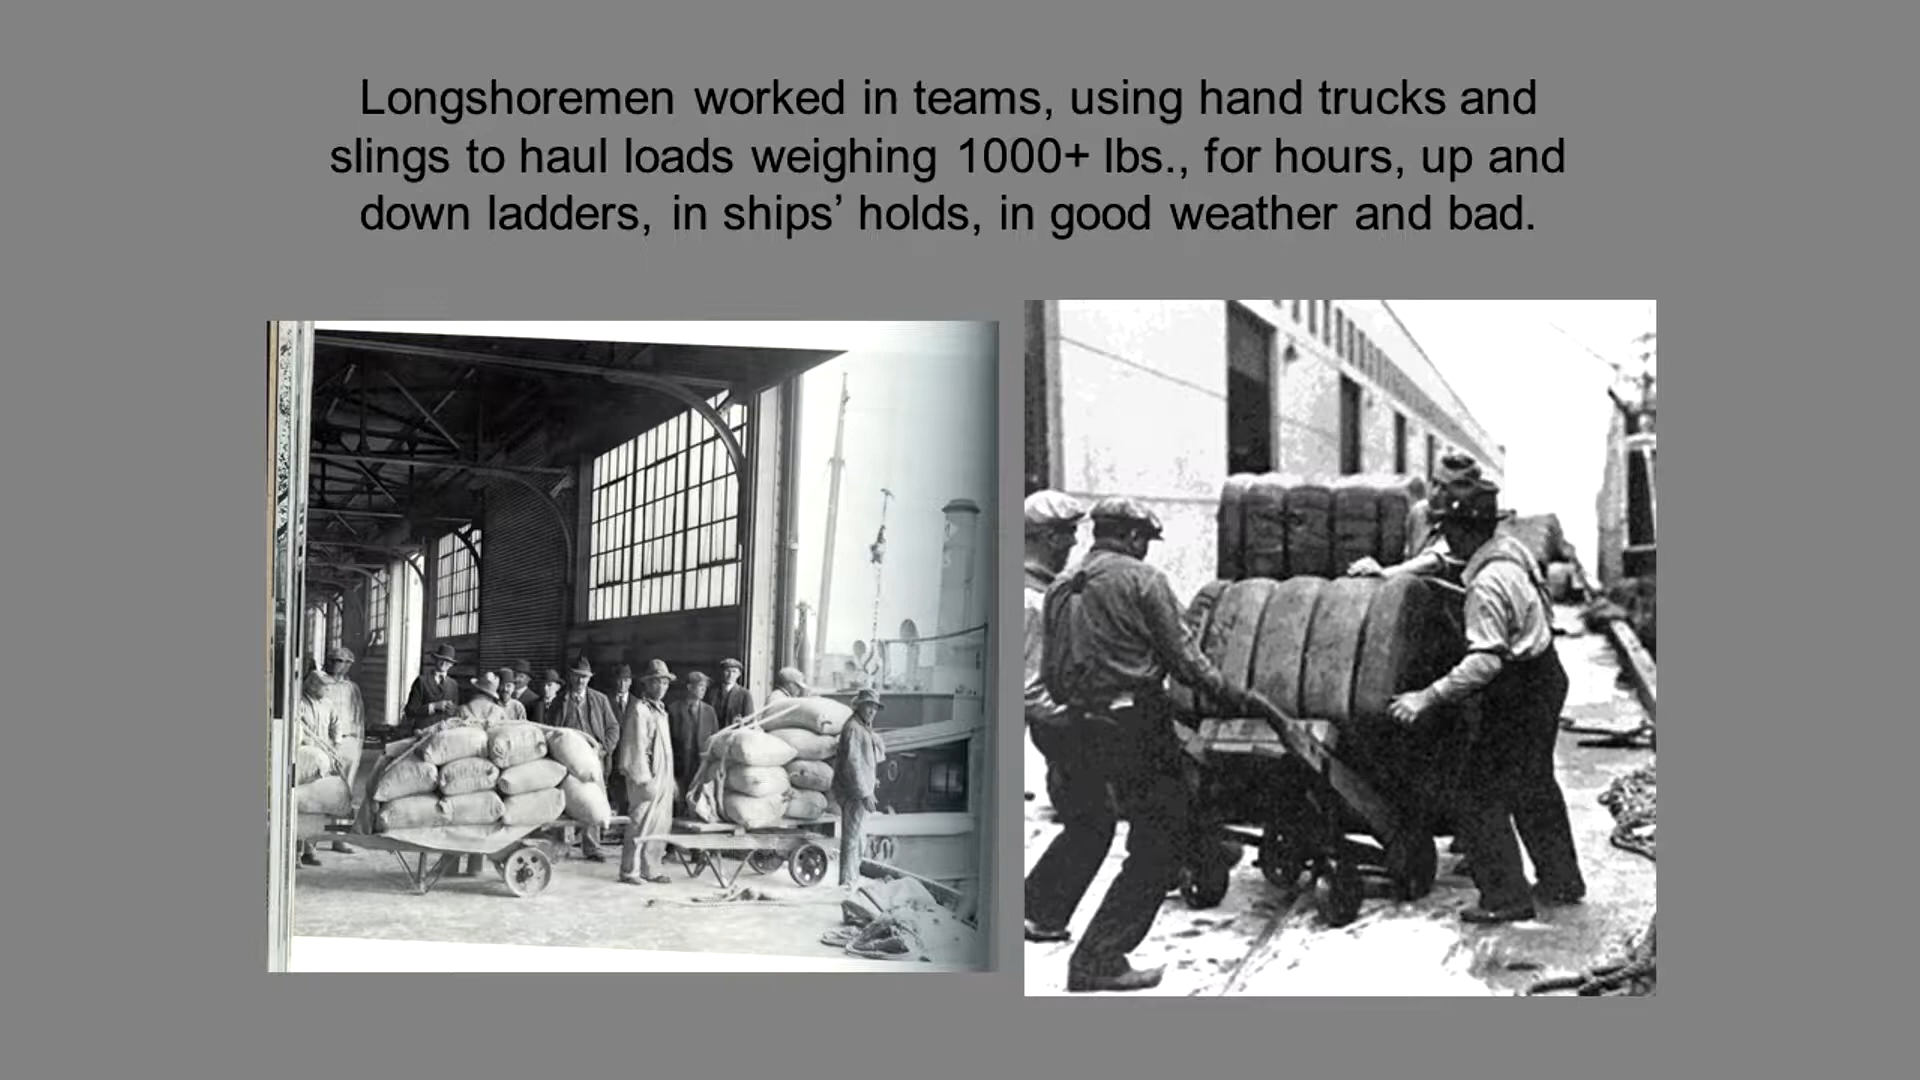 Longshoremen worked in teams, using hand trucks and
slings to haul loads weighing 1000+ lbs., for hours, up and
down ladders, in ships’ holds, in good weather and bad.